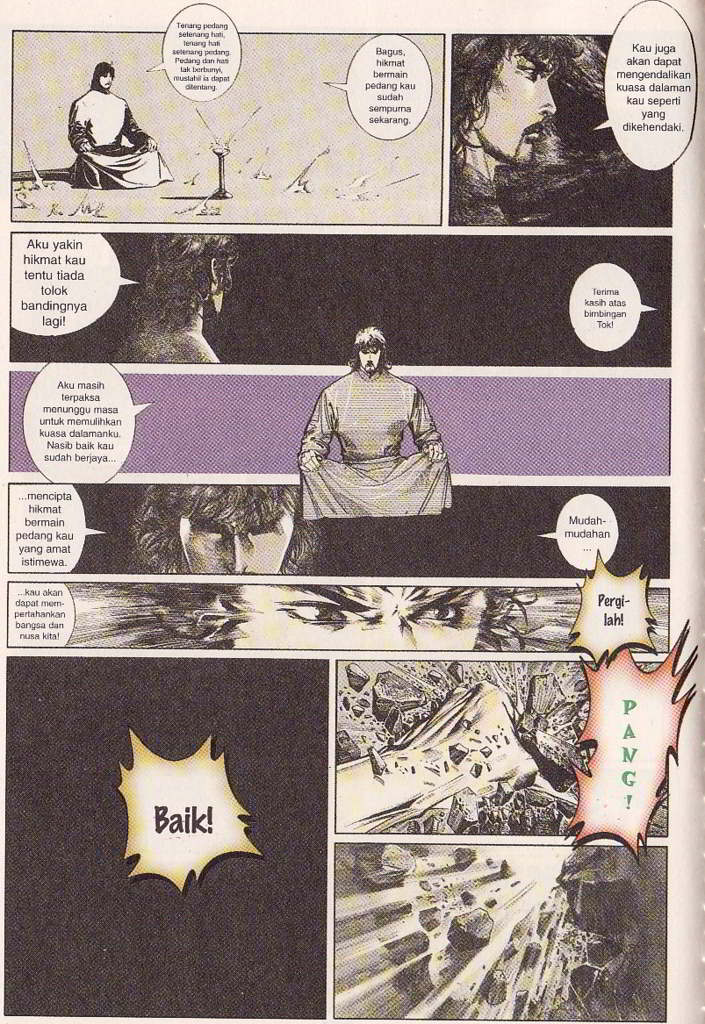 Tenang pedang
setenang hati,
tenang hati
setenang pedang.
Pedang dan hati
tak berbunyi,
mustahil ia dapat
ditentang.
Bagus,
hikmat
bermain
pedang kau
sudah
sempurna
sekarang.
Kau juga
akan dapat
mengendalikan
kuasa dalaman
kau seperti
yang
dikehendaki.
Aku yakin
hikmat kau
tentu tiada
tolok
bandingnya
lagi!
Terima
kasih atas
bimbingan
Tok!
Aku masih
terpaksa
menunggu masa
untuk memulihkan
kuasa dalamanku.
Nasib baik kau
sudah berjaya...
...mencipta
hikmat
bermain
pedang kau
yang amat
istimewa.
Mudah-
mudahan
...
...kau akan
dapat mem-
pertahankan
bangsa dan
nusa kita!
Pergi-
lah!
PANG!
Baik!